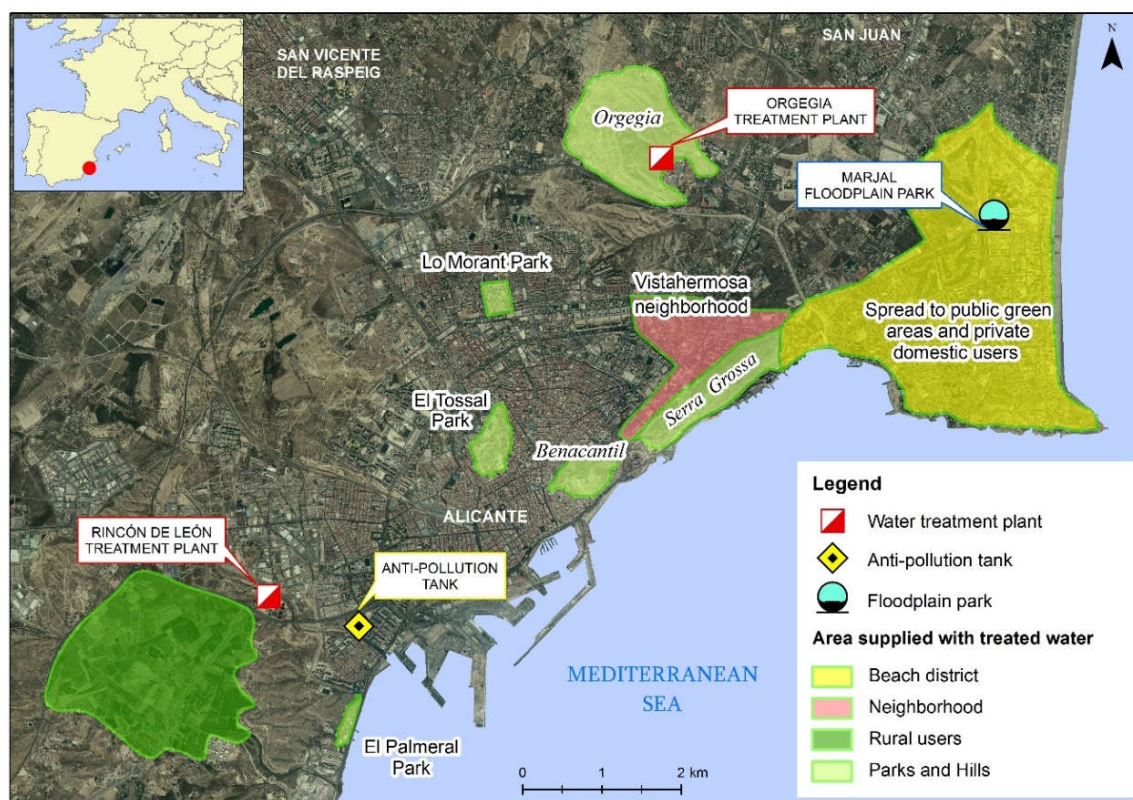 SAN VICENTE
DEL RASPEIG
SAN JUAN
N
Orgegia
ORGEGIA
TREATMENT PLANT
MARJAL
FLOODPLAIN PARK
Lo Morant Park
Vistahermosa
neighborhood
Spread to public green
areas and private
domestic users
Serra Grossa
El Tossal
Park
Benacantil
ALICANTE
RINCÓN DE LEÓN
TREATMENT PLANT
ANTI-POLLUTION
TANK
MEDITERRANEAN
SEA
El Palmeral
Park
0 1 2 km
Legend
Water treatment plant
Anti-pollution tank
Floodplain park
Area supplied with treated water
Beach district
Neighborhood
Rural users
Parks and Hills